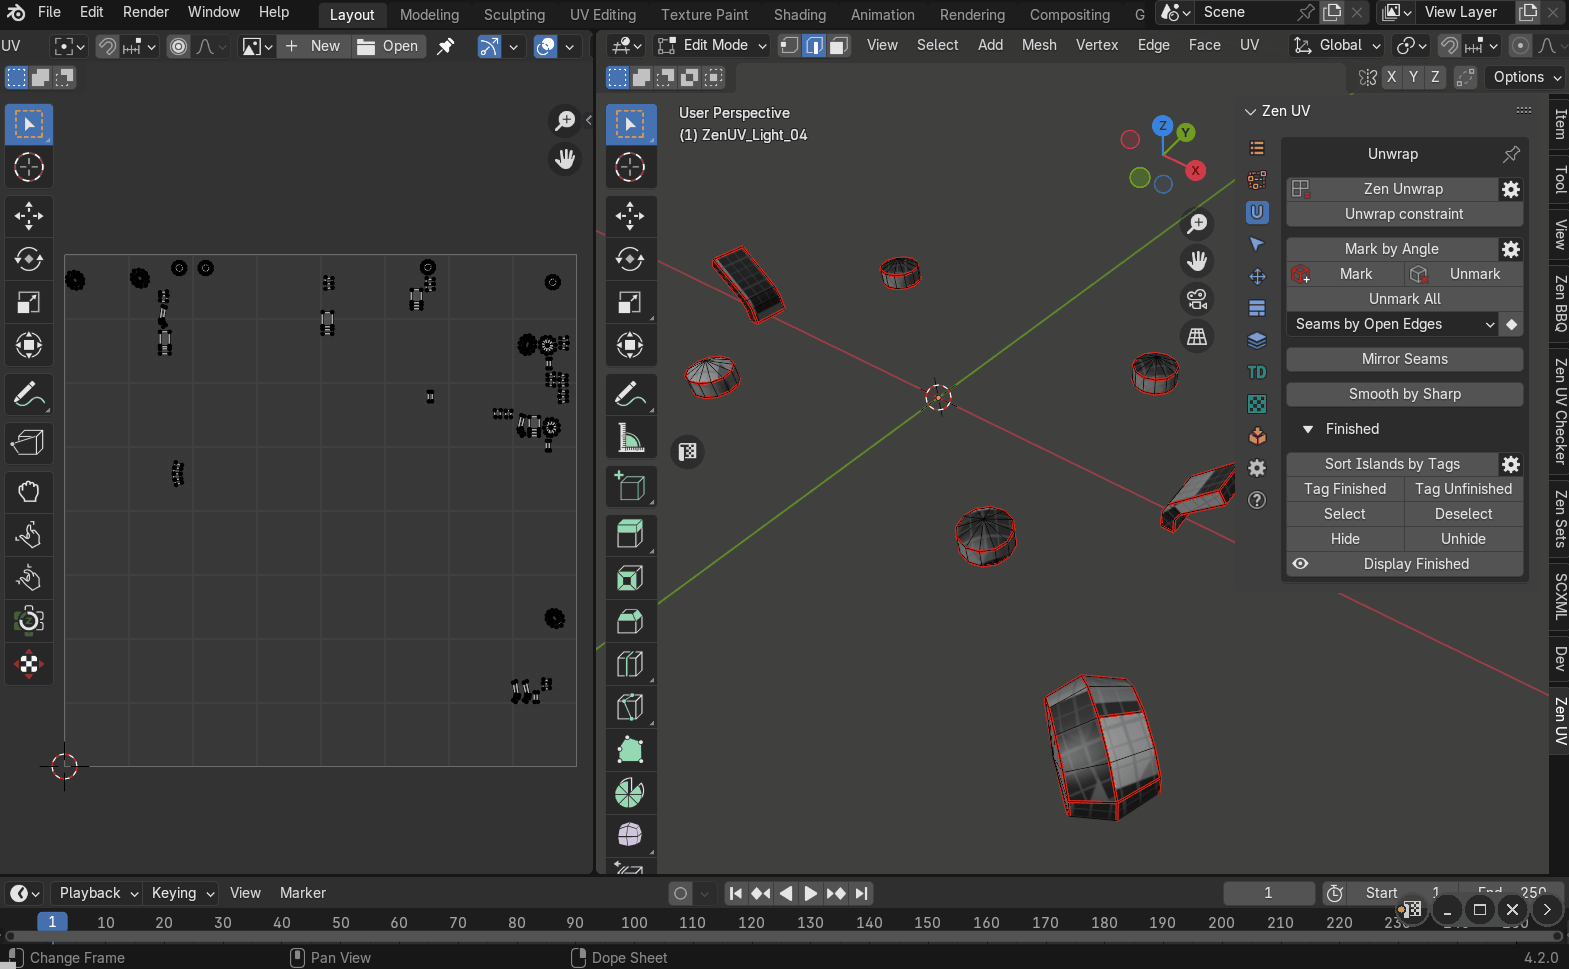 File Edit Render Window Help Layout Modeling Sculpting UV Editing Texture Paint Shading Animation Rendering Compositing G Scene View Layer
UV New Open Edit Mode View Select Add Mesh Vertex Edge Face UV Global
X Y Z Options
User Perspective
(1) ZenUV_Light_04
Z
Y
X
Zen UV
Unwrap
Zen Unwrap
Unwrap constraint
Mark by Angle
Mark Unmark
Unmark All
Seams by Open Edges
Mirror Seams
TD
Smooth by Sharp
Finished
Sort Islands by Tags
Tag Finished Tag Unfinished
Select Deselect
Hide Unhide
Display Finished
Item
Tool
View
Zen BBQ
Zen UV Checker
Zen Sets
SCXML
Dev
Zen UV
Playback Keying View Marker 1 Start 1 End 250
1 10 20 30 40 50 60 70 80 90 100 110 120 130 140 150 160 170 180 190 200 210 220
Change Frame Pan View Dope Sheet 4.2.0